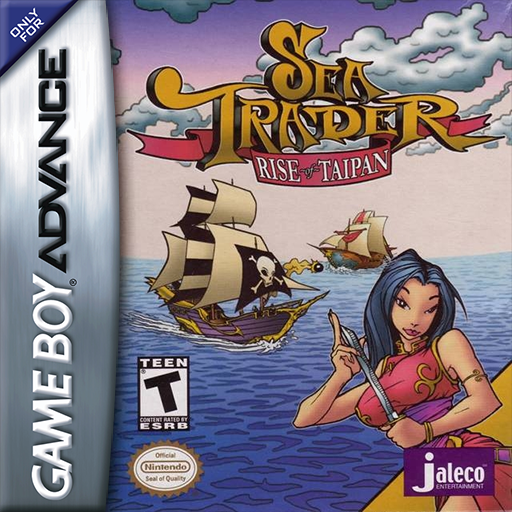 ONLY
FOR
GAME BOY ADVANCE
SEA
TRADER
RISE of TAIPAN
TEEN
T
CONTENT RATED BY
ESRB
Official
Nintendo
Seal of Quality
jaleco™
ENTERTAINMENT